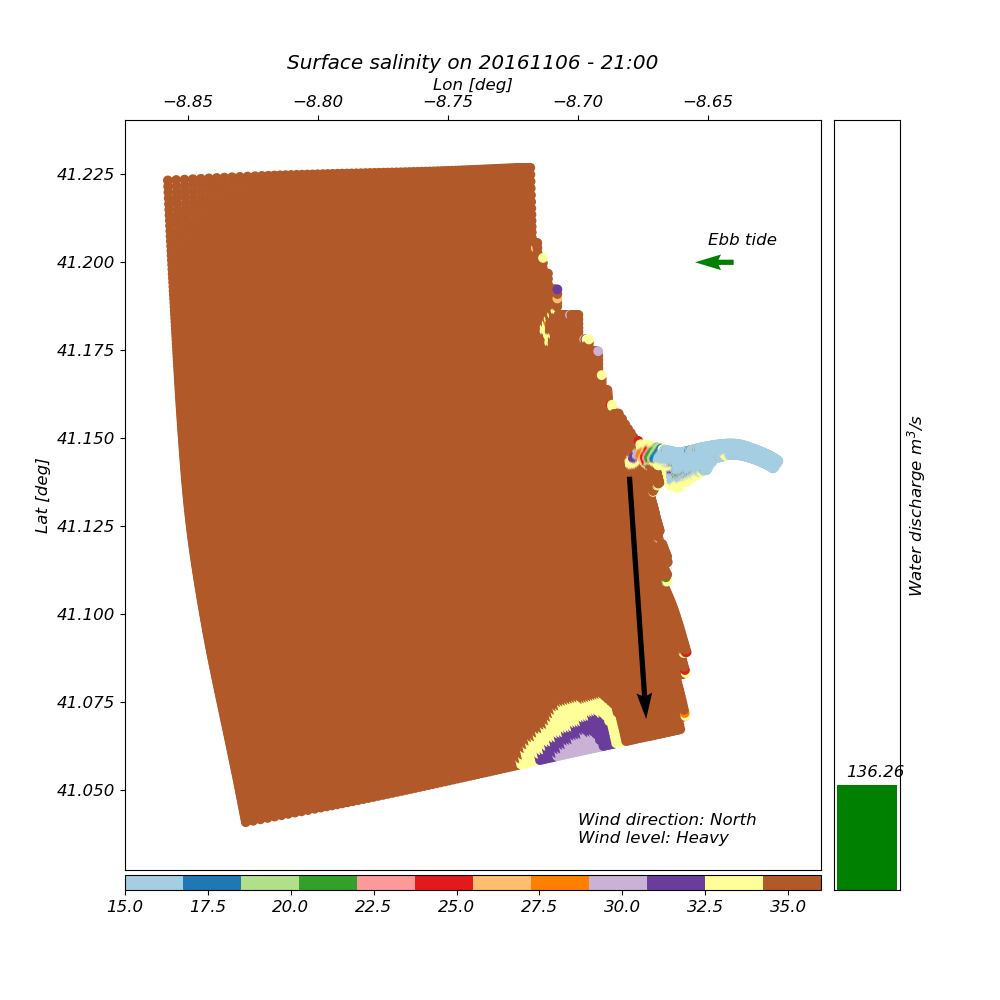 Surface salinity on 20161106 - 21:00
Lon [deg]
−8.85 −8.80 −8.75 −8.70 −8.65
41.225
41.200
41.175
41.150
41.125
41.100
41.075
41.050
Lat [deg]
Ebb tide
Water discharge m³/s
136.26
Wind direction: North
Wind level: Heavy
15.0 17.5 20.0 22.5 25.0 27.5 30.0 32.5 35.0